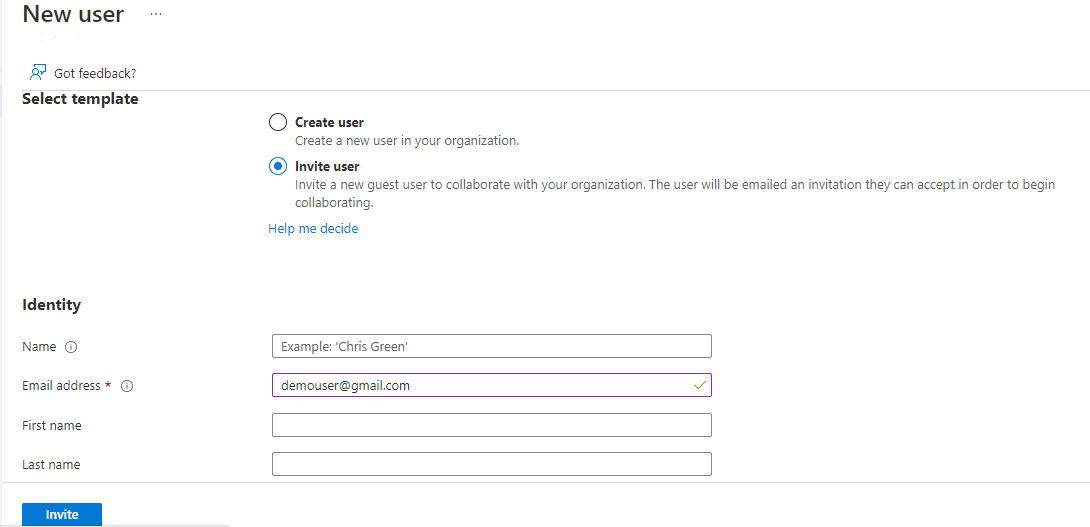 New user ...
Got feedback?
Select template
Create user
Create a new user in your organization.
Invite user
Invite a new guest user to collaborate with your organization. The user will be emailed an invitation they can accept in order to begin
collaborating.
Help me decide
Identity
Name
Example: 'Chris Green'
Email address *
demouser@gmail.com
First name
Last name
Invite